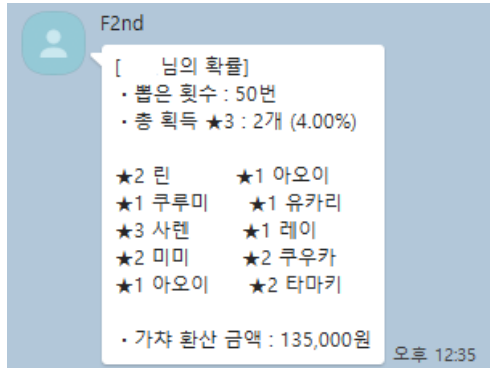 F2nd
[ 님의 확률]
・뽑은 횟수 : 50번
・총 획득 ★3 : 2개 (4.00%)
★2 린 ★1 아오이
★1 쿠루미 ★1 유카리
★3 사렌 ★1 레이
★2 미미 ★2 쿠우카
★1 아오이 ★2 타마키
・가챠 환산 금액 : 135,000원
오후 12:35